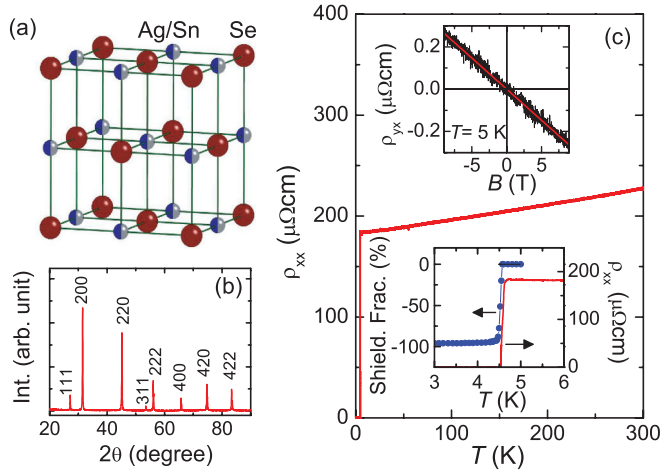 (a)
Ag/Sn
Se
(b)
Int. (arb. unit)
111
200
220
311
222
400
420
422
20
40
60
80
2θ (degree)
(c)
ρxx (μΩcm)
400
300
200
100
0
0
50
100
150
200
250
300
T (K)
ρyx (μΩcm)
0.2
0.0
-0.2
T = 5 K
-5
0
5
B (T)
Shield. Frac. (%)
0
-50
-100
3
4
5
6
T (K)
200
100
0
ρxx (μΩcm)